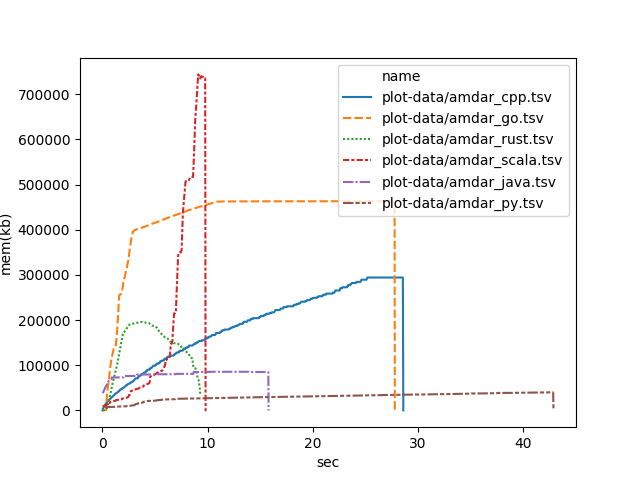 name
plot-data/amdar_cpp.tsv
plot-data/amdar_go.tsv
plot-data/amdar_rust.tsv
plot-data/amdar_scala.tsv
plot-data/amdar_java.tsv
plot-data/amdar_py.tsv
mem(kb)
700000
600000
500000
400000
300000
200000
100000
0
0 10 20 30 40
sec